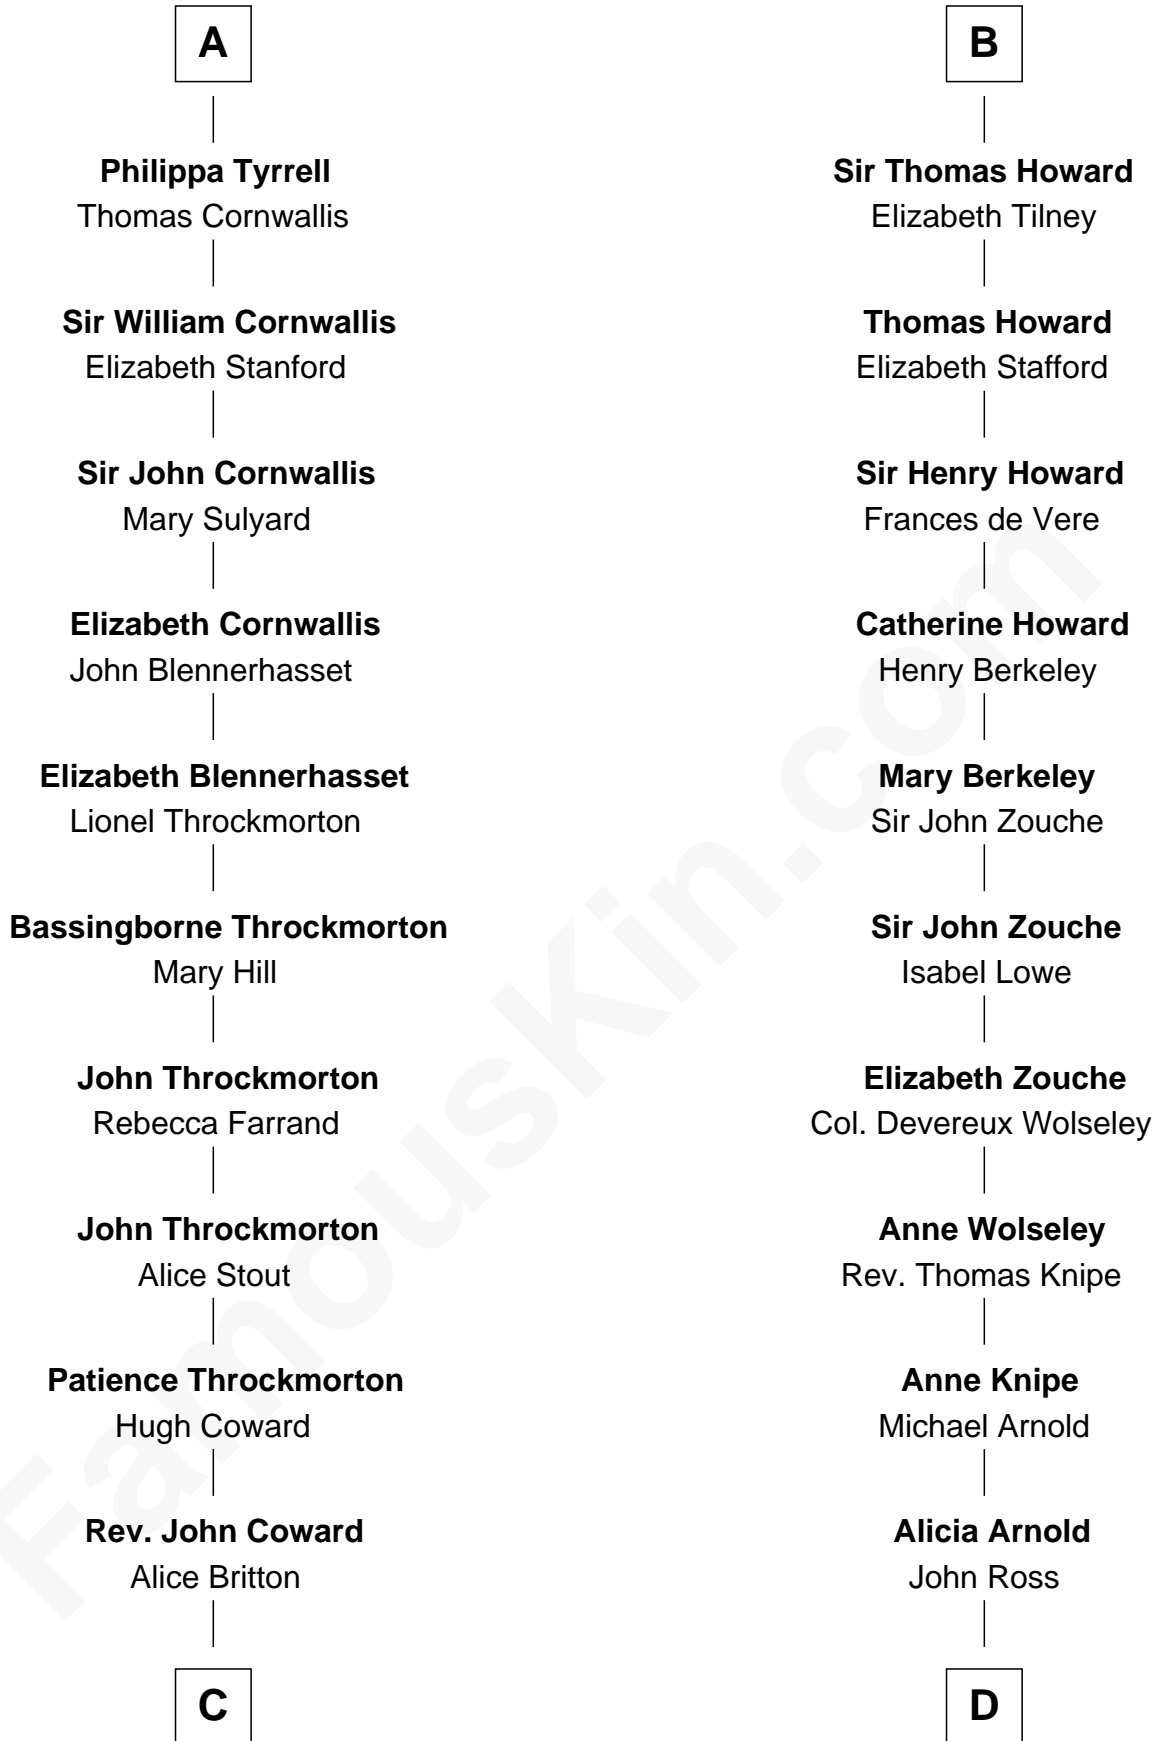 A
Philippa Tyrrell
Thomas Cornwallis
Sir William Cornwallis
Elizabeth Stanford
Sir John Cornwallis
Mary Sulyard
Elizabeth Cornwallis
John Blennerhasset
Elizabeth Blennerhasset
Lionel Throckmorton
Bassingborne Throckmorton
Mary Hill
John Throckmorton
Rebecca Farrand
John Throckmorton
Alice Stout
Patience Throckmorton
Hugh Coward
Rev. John Coward
Alice Britton
C
B
Sir Thomas Howard
Elizabeth Tilney
Thomas Howard
Elizabeth Stafford
Sir Henry Howard
Frances de Vere
Catherine Howard
Henry Berkeley
Mary Berkeley
Sir John Zouche
Sir John Zouche
Isabel Lowe
Elizabeth Zouche
Col. Devereux Wolseley
Anne Wolseley
Rev. Thomas Knipe
Anne Knipe
Michael Arnold
Alicia Arnold
John Ross
D
FamousKin.com